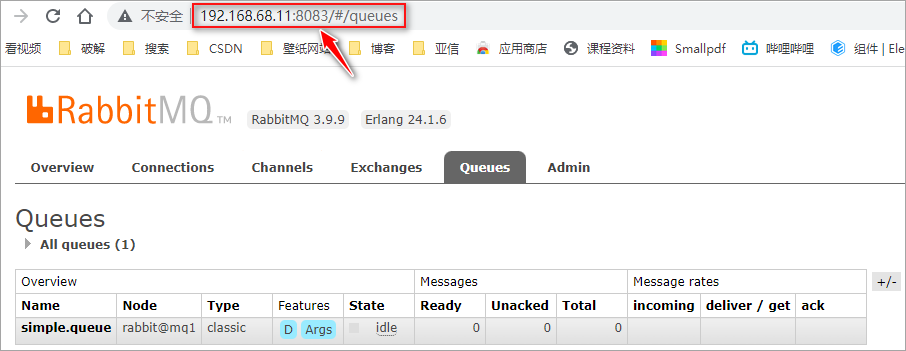 不安全 192.168.68.11:8083/#/queues
看视频 破解 搜索 CSDN 壁纸网站 博客 亚信 应用商店 课程资料 Smallpdf 哔哩哔哩 组件 | Ele
RabbitMQ TM RabbitMQ 3.9.9 Erlang 24.1.6
Overview Connections Channels Exchanges Queues Admin
Queues
All queues (1)
Overview Messages Message rates +/-
Name Node Type Features State Ready Unacked Total incoming deliver / get ack
simple.queue rabbit@mq1 classic D Args idle 0 0 0